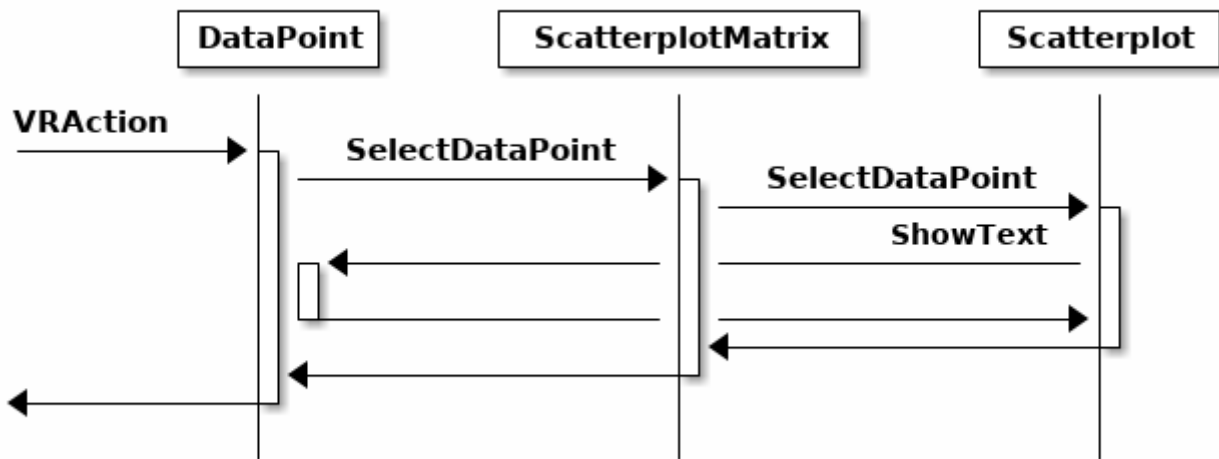 DataPoint
ScatterplotMatrix
Scatterplot
VRAction
SelectDataPoint
SelectDataPoint
ShowText